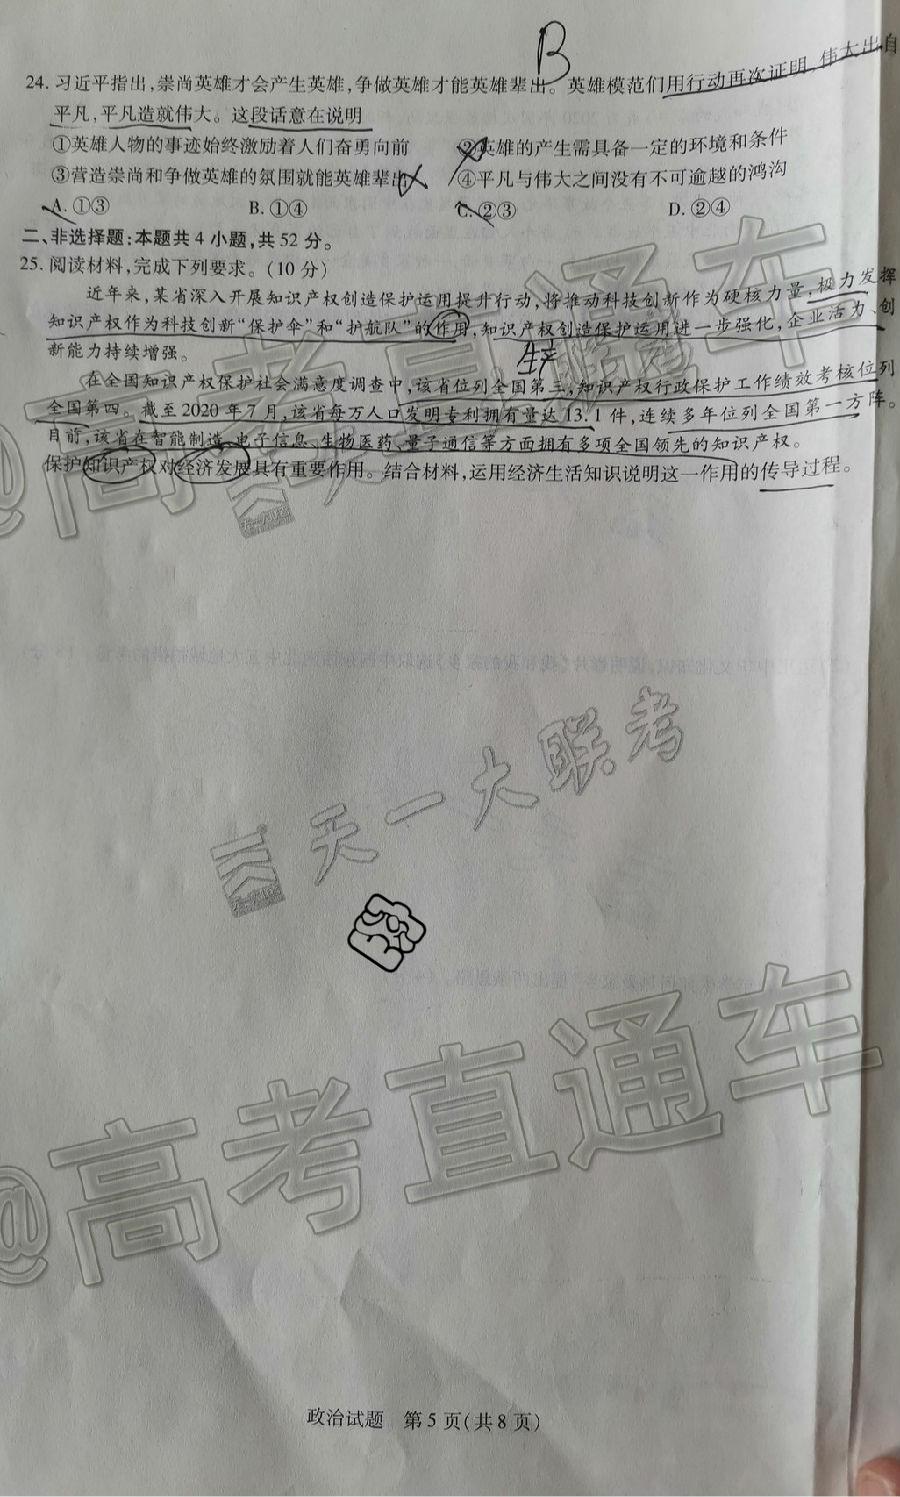 B
24. 习近平指出,崇尚英雄才会产生英雄,争做英雄才能英雄辈出。英雄模范们用行动再次证明,伟大出自
平凡,平凡造就伟大。这段话意在说明
①英雄人物的事迹始终激励着人们奋勇向前 ②英雄的产生需具备一定的环境和条件
③营造崇尚和争做英雄的氛围就能英雄辈出 ④平凡与伟大之间没有不可逾越的鸿沟
A. ①③ B. ①④ C. ②③ D. ②④
二、非选择题:本题共 4 小题,共 52 分。
25. 阅读材料,完成下列要求。(10 分)
近年来,某省深入开展知识产权创造保护运用提升行动,将推动科技创新作为硬核力量,极力发挥
知识产权作为科技创新“保护伞”和“护航队”的作用,知识产权创造保护运用进一步强化,企业活力、创
新能力持续增强。
生产
在全国知识产权保护社会满意度调查中,该省位列全国第三,知识产权行政保护工作绩效考核位列
全国第四。截至 2020 年 7 月,该省每万人口发明专利拥有量达 13.1 件,连续多年位列全国第一方阵。
目前,该省在智能制造、电子信息、生物医药、量子通信等方面拥有多项全国领先的知识产权。
保护知识产权对经济发展具有重要作用。结合材料,运用经济生活知识说明这一作用的传导过程。
@高考直通车
天一大联考
天一大联考
@高考直通车
政治试题 第 5 页(共 8 页)